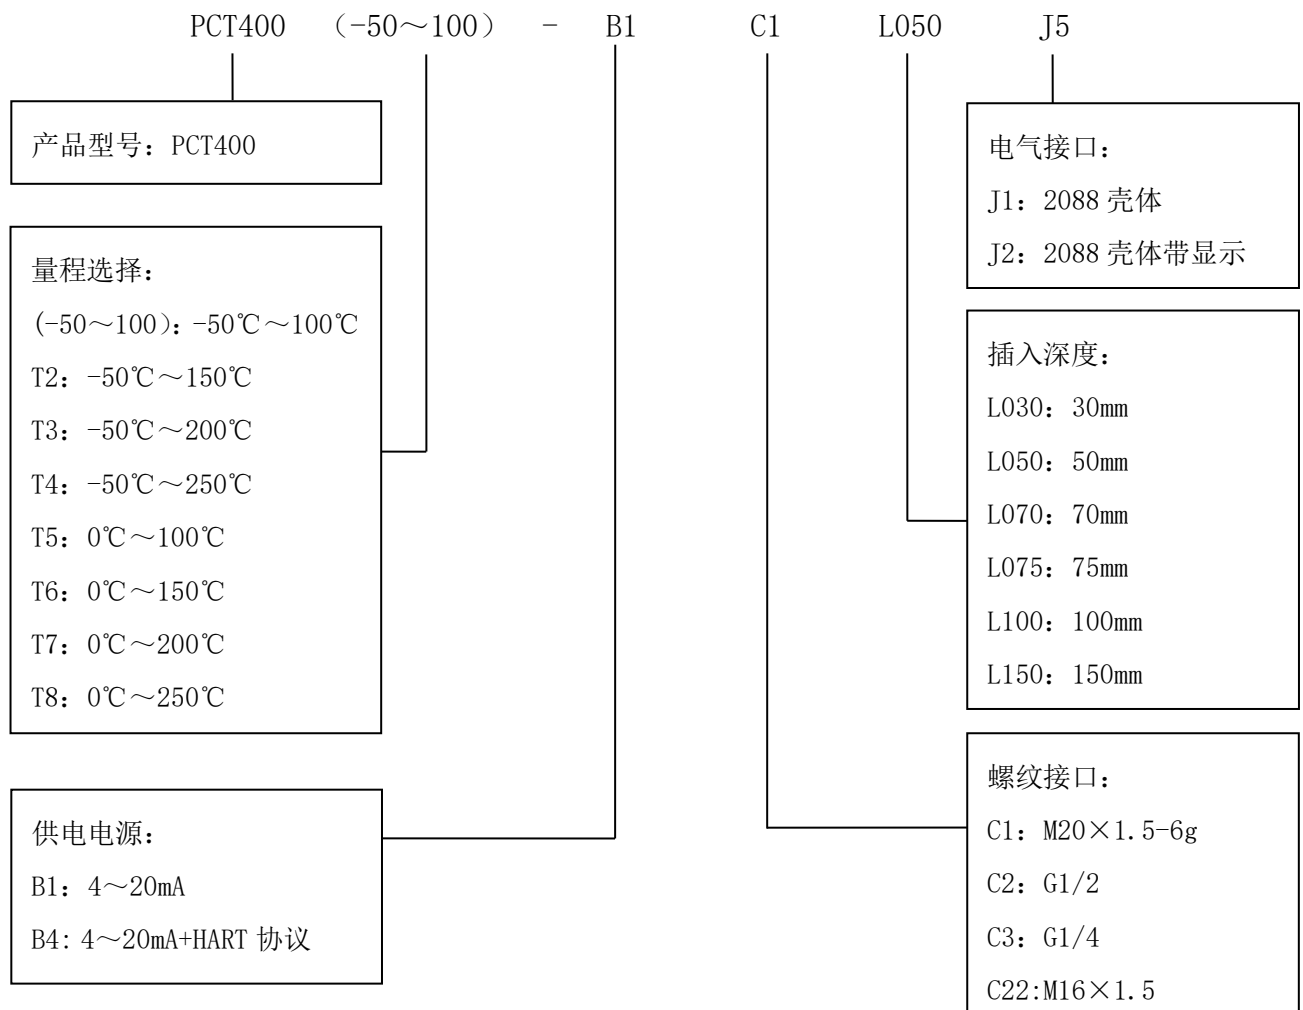 PCT400 （-50～100） - B1 C1 L050 J5
产品型号：PCT400
量程选择：
(-50～100)：-50℃～100℃
T2：-50℃～150℃
T3：-50℃～200℃
T4：-50℃～250℃
T5：0℃～100℃
T6：0℃～150℃
T7：0℃～200℃
T8：0℃～250℃
供电电源：
B1：4～20mA
B4: 4～20mA+HART 协议
电气接口：
J1：2088 壳体
J2：2088 壳体带显示
插入深度：
L030：30mm
L050：50mm
L070：70mm
L075：75mm
L100：100mm
L150：150mm
螺纹接口：
C1：M20×1.5-6g
C2：G1/2
C3：G1/4
C22:M16×1.5